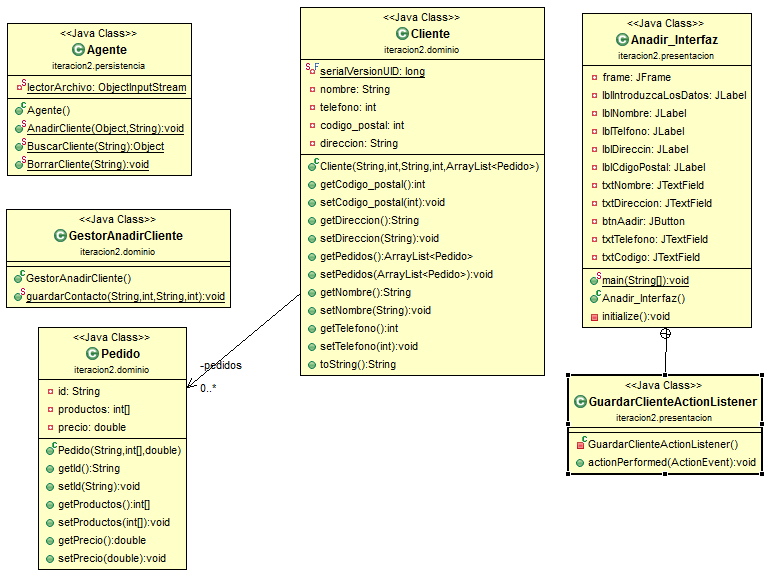 <<Java Class>>
Agente
iteracion2.persistencia
lectorArchivo: ObjectInputStream
Agente()
AnadirCliente(Object,String):void
BuscarCliente(String):Object
BorrarCliente(String):void
<<Java Class>>
GestorAnadirCliente
iteracion2.dominio
GestorAnadirCliente()
guardarContacto(String,int,String,int):void
<<Java Class>>
Pedido
iteracion2.dominio
id: String
productos: int[]
precio: double
Pedido(String,int[],double)
getId():String
setId(String):void
getProductos():int[]
setProductos(int[]):void
getPrecio():double
setPrecio(double):void
-pedidos
0..*
<<Java Class>>
Cliente
iteracion2.dominio
serialVersionUID: long
nombre: String
telefono: int
codigo_postal: int
direccion: String
Cliente(String,int,String,int,ArrayList<Pedido>)
getCodigo_postal():int
setCodigo_postal(int):void
getDireccion():String
setDireccion(String):void
getPedidos():ArrayList<Pedido>
setPedidos(ArrayList<Pedido>):void
getNombre():String
setNombre(String):void
getTelefono():int
setTelefono(int):void
toString():String
<<Java Class>>
Anadir_Interfaz
iteracion2.presentacion
frame: JFrame
lblIntroduzcaLosDatos: JLabel
lblNombre: JLabel
lblTelfono: JLabel
lblDireccin: JLabel
lblCdigoPostal: JLabel
txtNombre: JTextField
txtDireccion: JTextField
btnAadir: JButton
txtTelefono: JTextField
txtCodigo: JTextField
main(String[]):void
Anadir_Interfaz()
initialize():void
<<Java Class>>
GuardarClienteActionListener
iteracion2.presentacion
GuardarClienteActionListener()
actionPerformed(ActionEvent):void